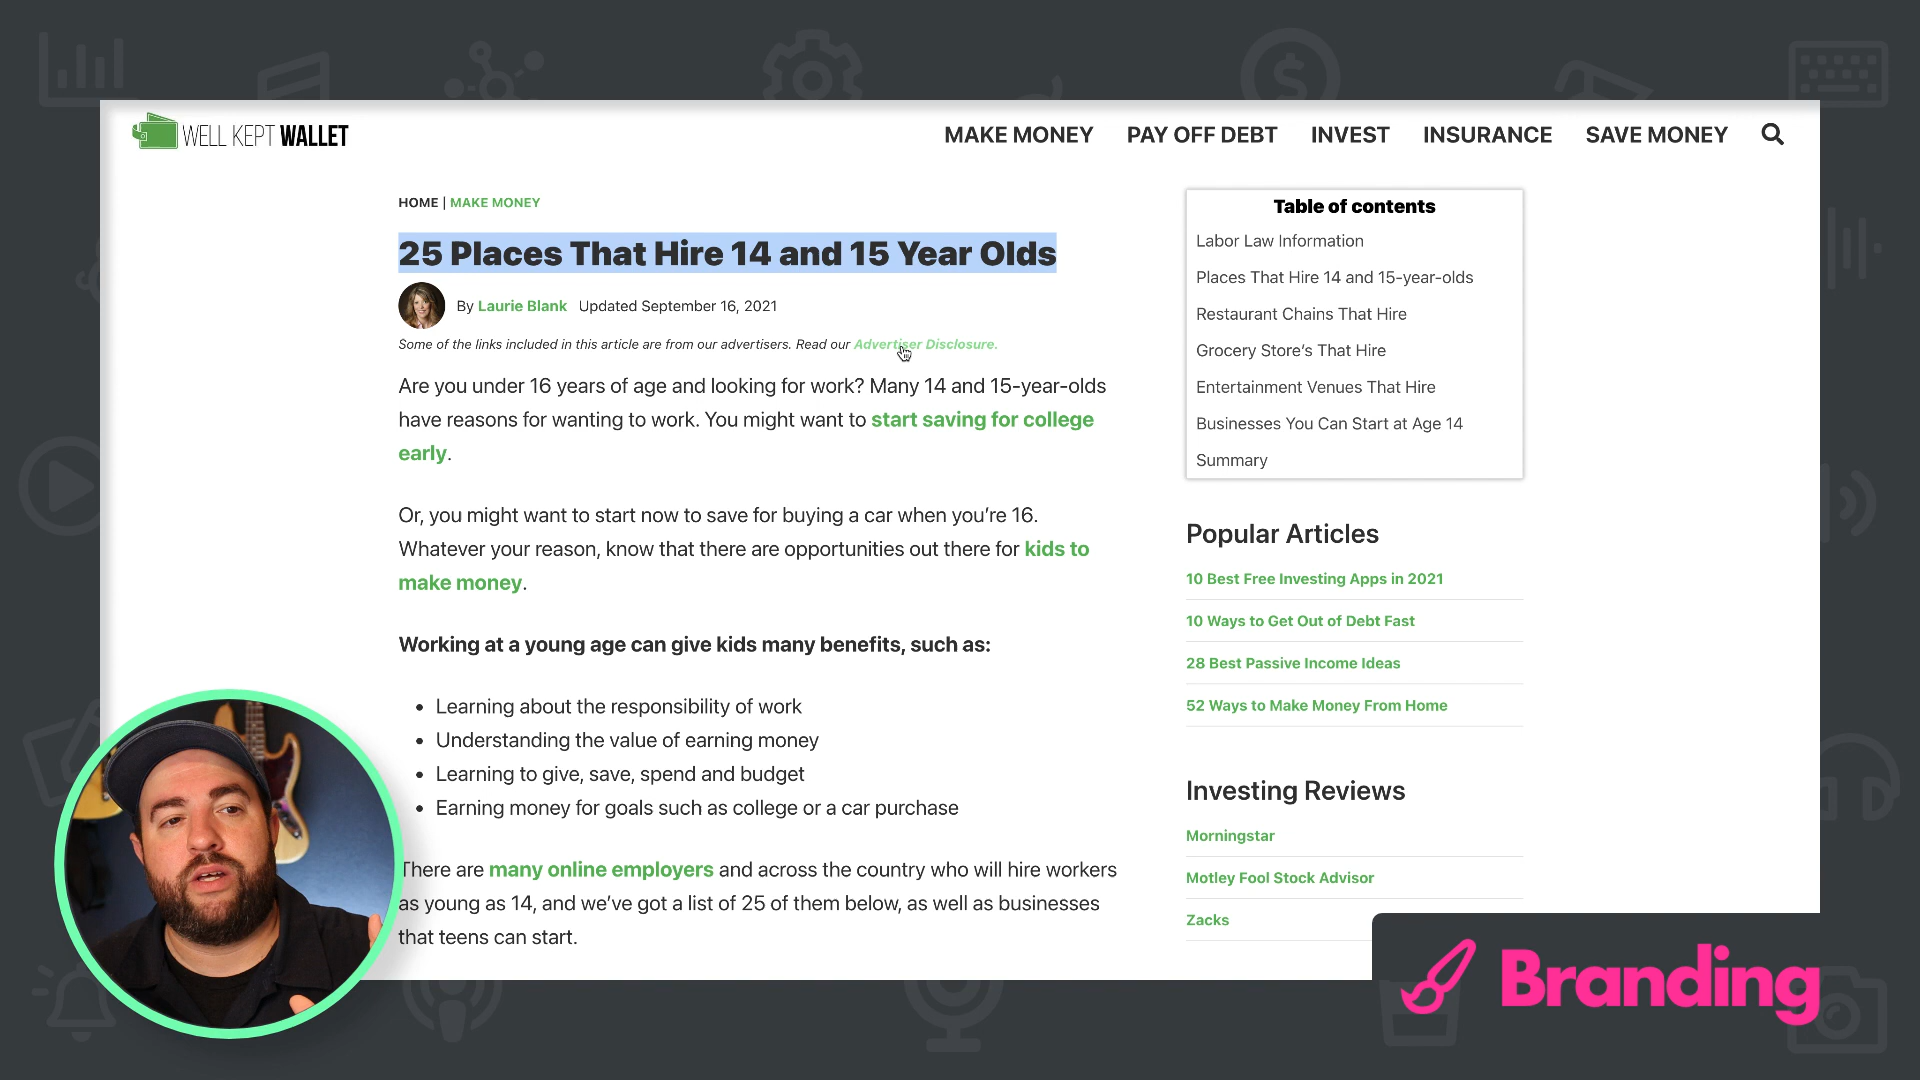 WELL KEPT WALLET
MAKE MONEY
PAY OFF DEBT
INVEST
INSURANCE
SAVE MONEY
HOME | MAKE MONEY
25 Places That Hire 14 and 15 Year Olds
By Laurie Blank Updated September 16, 2021
Some of the links included in this article are from our advertisers. Read our Advertiser Disclosure.
Are you under 16 years of age and looking for work? Many 14 and 15-year-olds
have reasons for wanting to work. You might want to start saving for college
early.
Or, you might want to start now to save for buying a car when you’re 16.
Whatever your reason, know that there are opportunities out there for kids to
make money.
Working at a young age can give kids many benefits, such as:
• Learning about the responsibility of work
• Understanding the value of earning money
• Learning to give, save, spend and budget
• Earning money for goals such as college or a car purchase
There are many online employers and across the country who will hire workers
as young as 14, and we’ve got a list of 25 of them below, as well as businesses
that teens can start.
Table of contents
Labor Law Information
Places That Hire 14 and 15-year-olds
Restaurant Chains That Hire
Grocery Store’s That Hire
Entertainment Venues That Hire
Businesses You Can Start at Age 14
Summary
Popular Articles
10 Best Free Investing Apps in 2021
10 Ways to Get Out of Debt Fast
28 Best Passive Income Ideas
52 Ways to Make Money From Home
Investing Reviews
Morningstar
Motley Fool Stock Advisor
Zacks
Branding